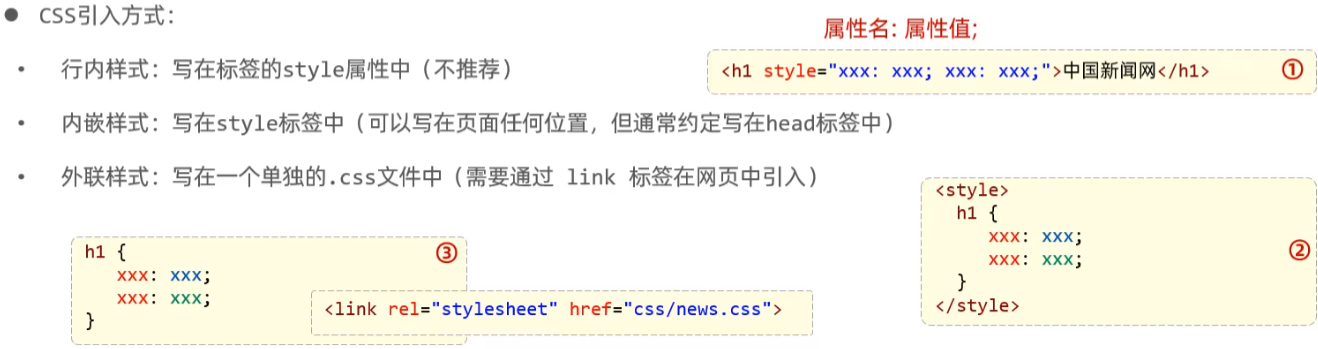 ● CSS引入方式：
• 行内样式：写在标签的style属性中（不推荐）
• 内嵌样式：写在style标签中（可以写在页面任何位置，但通常约定写在head标签中）
• 外联样式：写在一个单独的.css文件中（需要通过 link 标签在网页中引入）
属性名: 属性值;
<h1 style="xxx: xxx; xxx: xxx;">中国新闻网</h1> ①
<style>
h1 {
xxx: xxx;
xxx: xxx;
}
</style>
②
h1 {
xxx: xxx;
xxx: xxx;
}
③
<link rel="stylesheet" href="css/news.css">